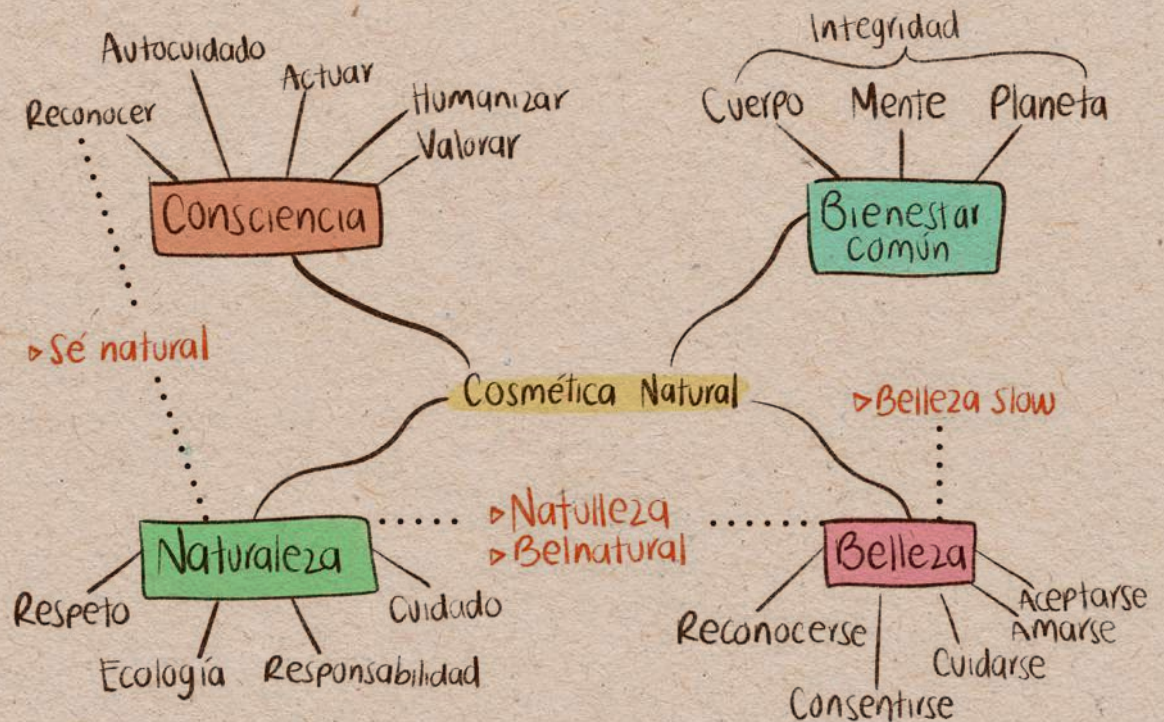 Autocuidado
Actuar
Reconocer
Humanizar
Valorar
Consciencia
Integridad
Cuerpo Mente Planeta
Bienestar
común
▹Sé natural
Cosmética Natural
▹Belleza slow
▹Natulleza
▹Belnatural
Naturaleza
Respeto
Ecología
Responsabilidad
Cuidado
Belleza
Reconocerse
Consentirse
Cuidarse
Amarse
Aceptarse